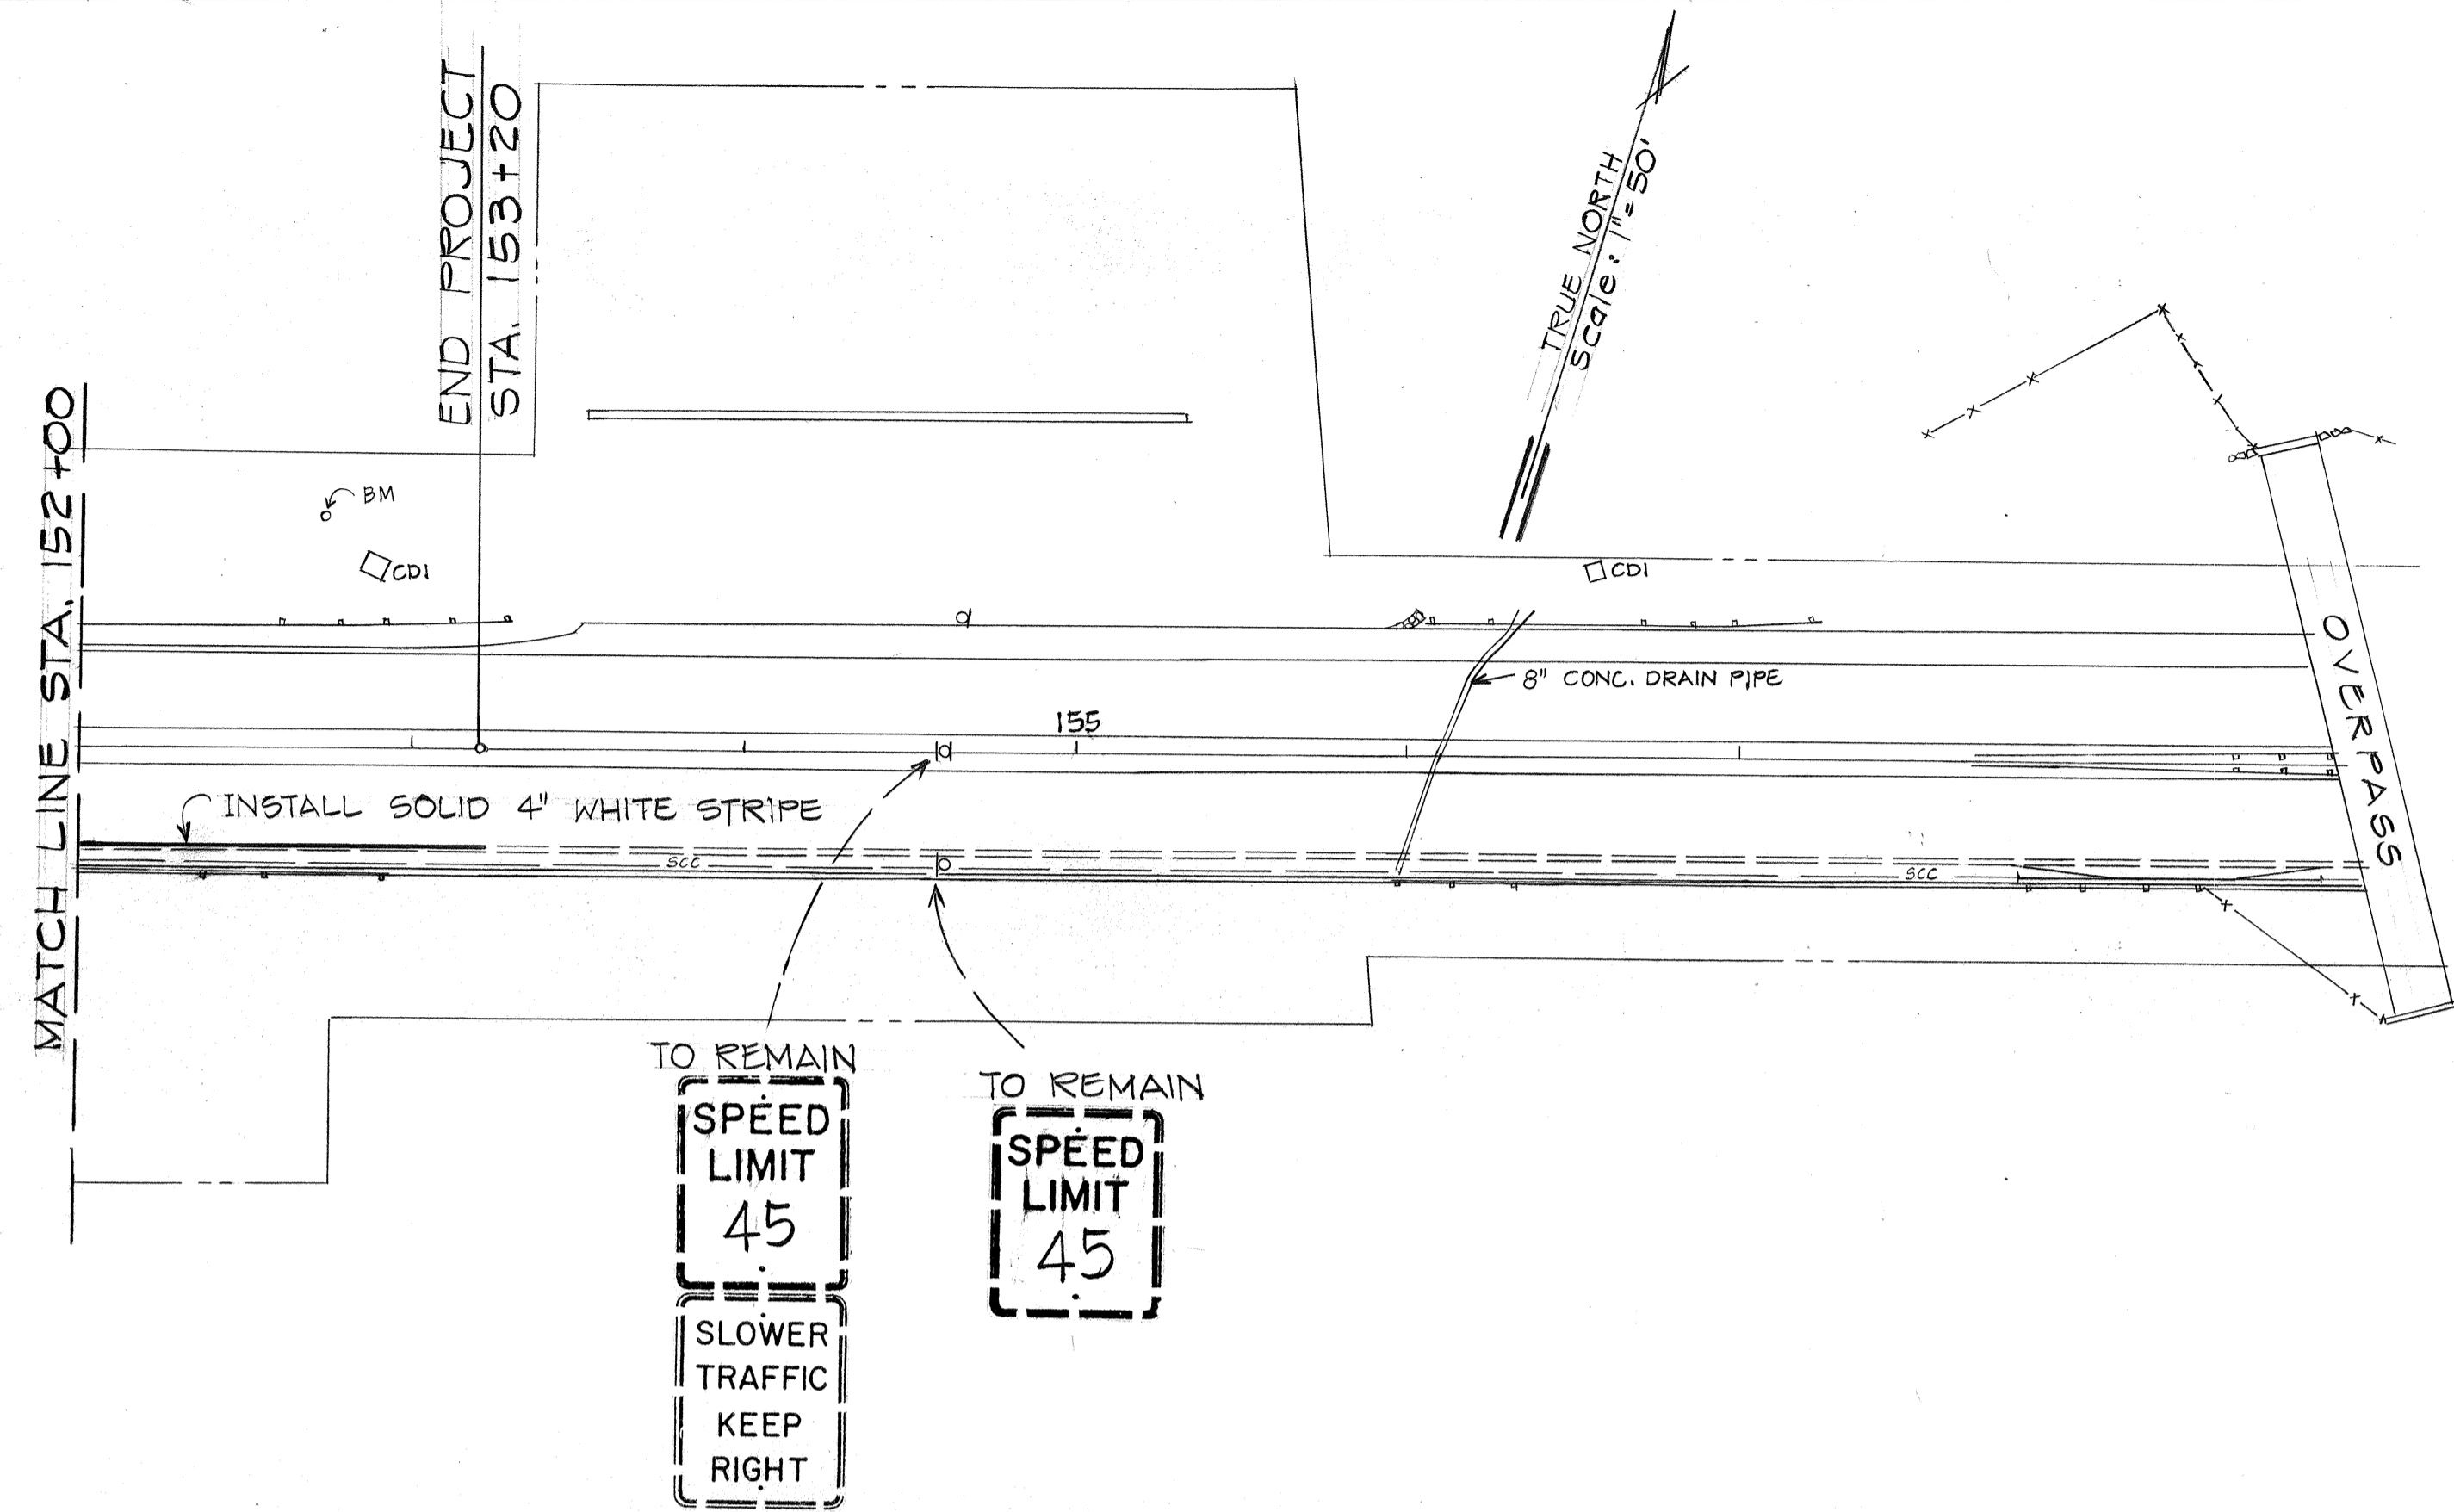 END PROJECT
STA. 153+20
TRUE NORTH
Scale: 1"=50'
MATCH LINE STA. 152+00
BM
CDI
CDI
OVERPASS
8" CONC. DRAIN PIPE
155
INSTALL SOLID 4" WHITE STRIPE
SCC
SCC
TO REMAIN
SPEED
LIMIT
45
SLOWER
TRAFFIC
KEEP
RIGHT
TO REMAIN
SPEED
LIMIT
45